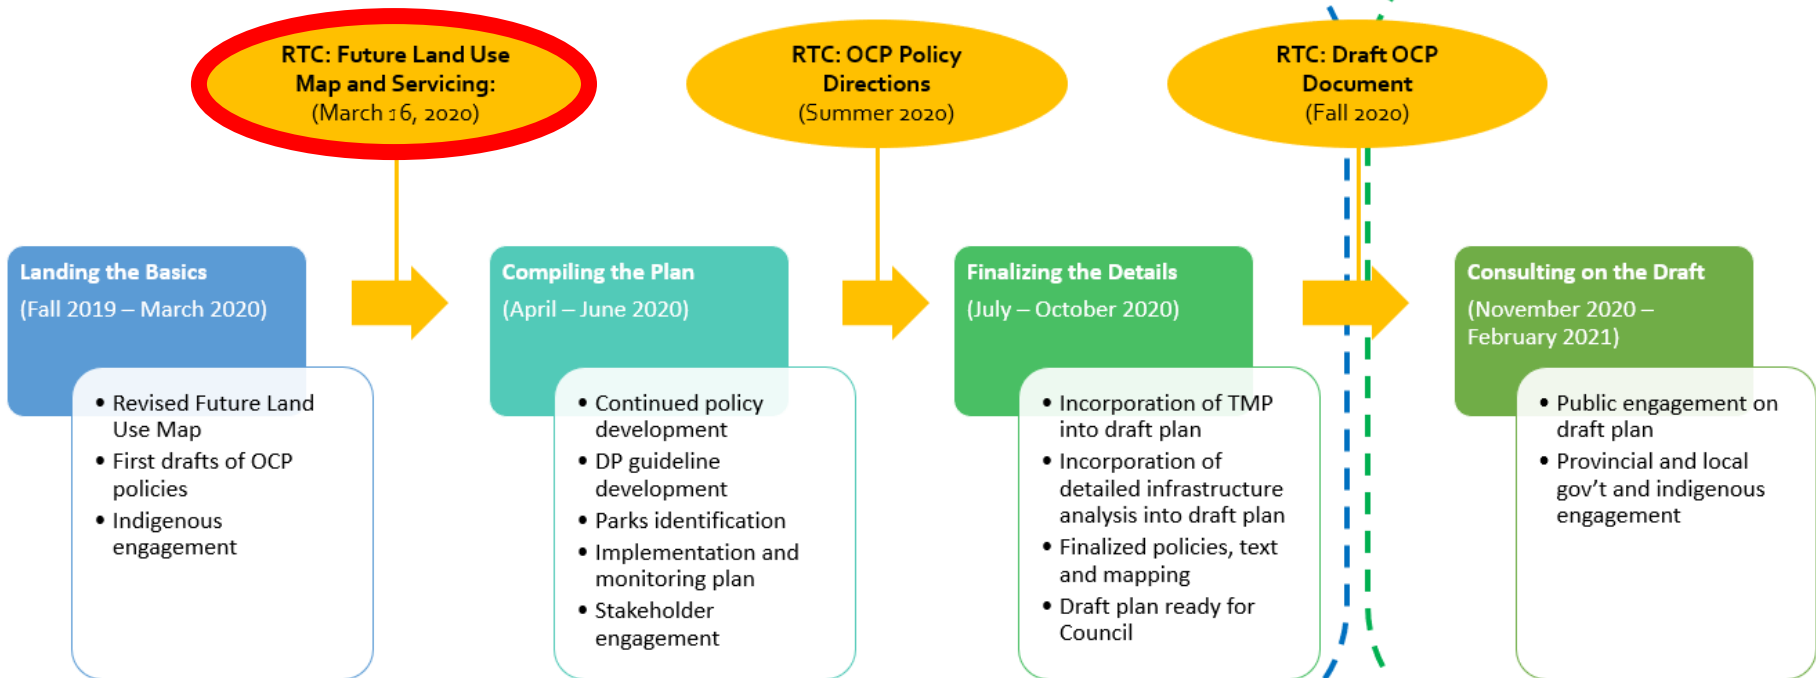 RTC: Future Land Use
Map and Servicing:
(March 16, 2020)
RTC: OCP Policy
Directions
(Summer 2020)
RTC: Draft OCP
Document
(Fall 2020)
Landing the Basics
(Fall 2019 – March 2020)
• Revised Future Land
Use Map
• First drafts of OCP
policies
• Indigenous
engagement
Compiling the Plan
(April – June 2020)
• Continued policy
development
• DP guideline
development
• Parks identification
• Implementation and
monitoring plan
• Stakeholder
engagement
Finalizing the Details
(July – October 2020)
• Incorporation of TMP
into draft plan
• Incorporation of
detailed infrastructure
analysis into draft plan
• Finalized policies, text
and mapping
• Draft plan ready for
Council
Consulting on the Draft
(November 2020 –
February 2021)
• Public engagement on
draft plan
• Provincial and local
gov’t and indigenous
engagement